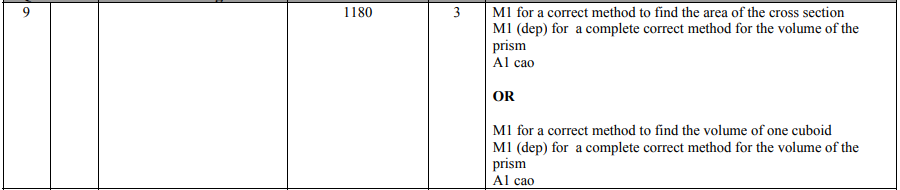 9 1180 3 M1 for a correct method to find the area of the cross section
M1 (dep) for a complete correct method for the volume of the
prism
A1 cao
OR
M1 for a correct method to find the volume of one cuboid
M1 (dep) for a complete correct method for the volume of the
prism
A1 cao